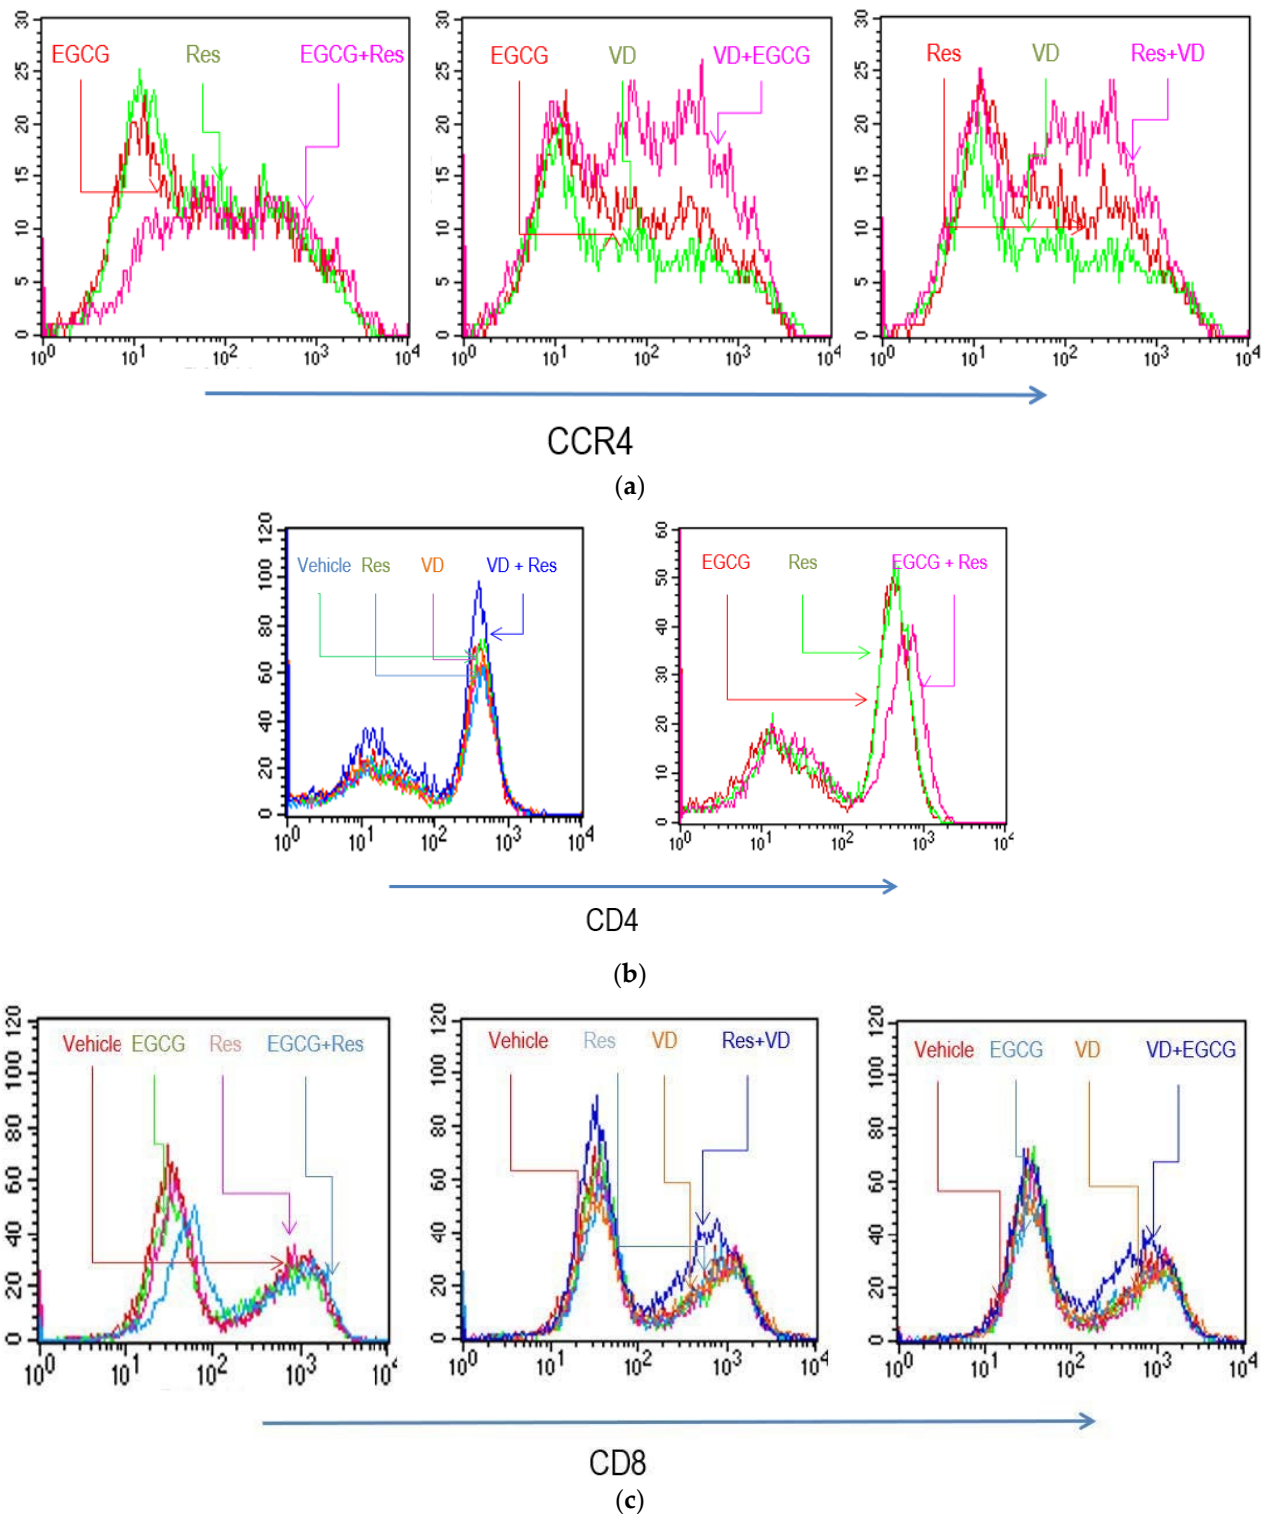 EGCG Res EGCG+Res
30 25 20 15 10 5 0
10^0 10^1 10^2 10^3 10^4
EGCG VD VD+EGCG
30 25 20 15 10 5 0
10^0 10^1 10^2 10^3 10^4
Res VD Res+VD
30 25 20 15 10 5 0
10^0 10^1 10^2 10^3 10^4
CCR4
(a)
Vehicle Res VD VD + Res
120 100 80 60 40 20 0
10^0 10^1 10^2 10^3 10^4
EGCG Res EGCG + Res
60 50 40 30 20 10 0
10^0 10^1 10^2 10^3 10^4
CD4
(b)
Vehicle EGCG Res EGCG+Res
120 100 80 60 40 20 0
10^0 10^1 10^2 10^3 10^4
Vehicle Res VD Res+VD
120 100 80 60 40 20 0
10^0 10^1 10^2 10^3 10^4
Vehicle EGCG VD VD+EGCG
120 100 80 60 40 20 0
10^0 10^1 10^2 10^3 10^4
CD8
(c)